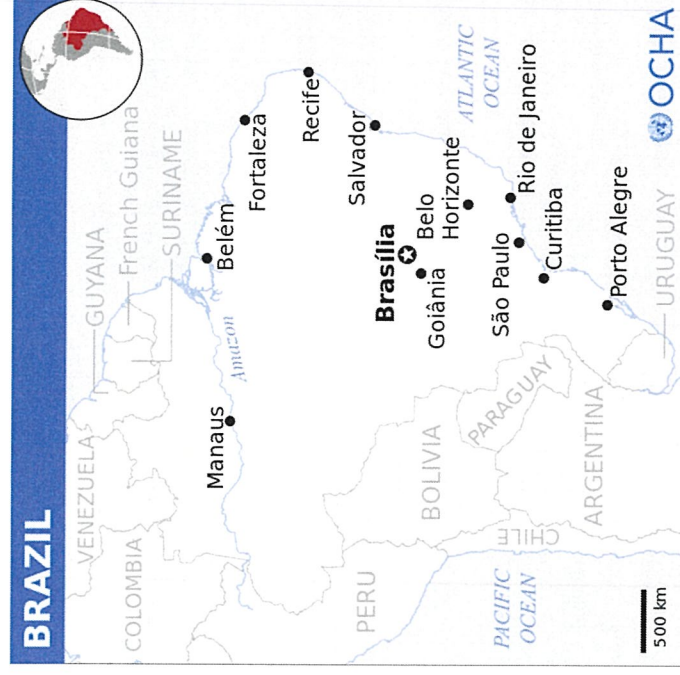 BRAZIL
VENEZUELA
GUYANA
French Guiana
SURINAME
COLOMBIA
Manaus
Amazon
Belém
Fortaleza
Recife
Salvador
PERU
BOLIVIA
Brasília
Goiânia
Belo
Horizonte
ATLANTIC
OCEAN
PARAGUAY
São Paulo
Rio de Janeiro
Curitiba
CHILE
ARGENTINA
Porto Alegre
URUGUAY
PACIFIC
OCEAN
500 km
OCHA